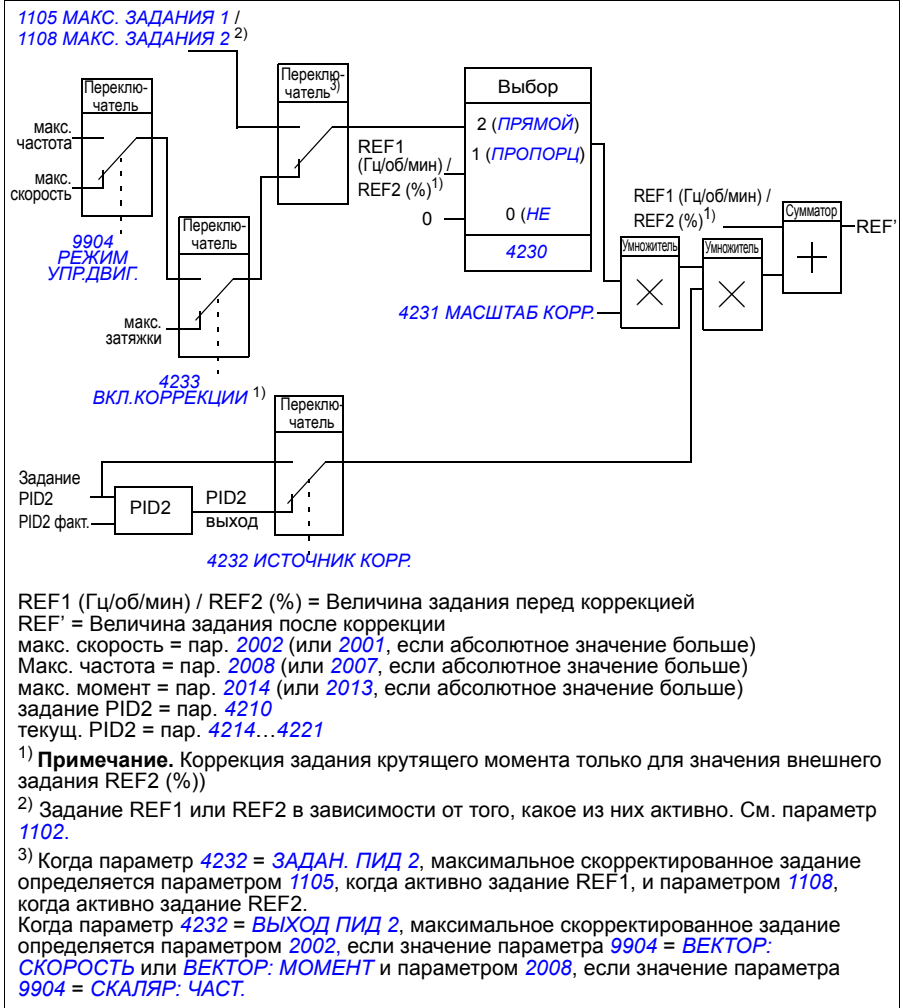 1105 МАКС. ЗАДАНИЯ 1 /
1108 МАКС. ЗАДАНИЯ 2 2)
Переклю-
чатель
макс.
частота
макс.
скорость
9904
РЕЖИМ
УПР.ДВИГ.
Переклю-
чатель
макс.
затяжки
4233
ВКЛ.КОРРЕКЦИИ 1)
Переклю-
чатель3)
REF1
(Гц/об/мин) /
REF2 (%)1)
0
Выбор
2 (ПРЯМОЙ)
1 (ПРОПОРЦ)
0 (НЕ
4230
4231 МАСШТАБ КОРР.
Умножитель
Умножитель
REF1 (Гц/об/мин) /
REF2 (%)1)
Сумматор
REF'
Переклю-
чатель
Задание
PID2
PID2 факт.
PID2
PID2
выход
4232 ИСТОЧНИК КОРР.
REF1 (Гц/об/мин) / REF2 (%) = Величина задания перед коррекцией
REF’ = Величина задания после коррекции
макс. скорость = пар. 2002 (или 2001, если абсолютное значение больше)
Макс. частота = пар. 2008 (или 2007, если абсолютное значение больше)
макс. момент = пар. 2014 (или 2013, если абсолютное значение больше)
задание PID2 = пар. 4210
текущ. PID2 = пар. 4214…4221
1) Примечание. Коррекция задания крутящего момента только для значения внешнего
задания REF2 (%))
2) Задание REF1 или REF2 в зависимости от того, какое из них активно. См. параметр
1102.
3) Когда параметр 4232 = ЗАДАН. ПИД 2, максимальное скорректированное задание
определяется параметром 1105, когда активно задание REF1, и параметром 1108,
когда активно задание REF2.
Когда параметр 4232 = ВЫХОД ПИД 2, максимальное скорректированное задание
определяется параметром 2002, если значение параметра 9904 = ВЕКТОР:
СКОРОСТЬ или ВЕКТОР: МОМЕНТ и параметром 2008, если значение параметра
9904 = СКАЛЯР: ЧАСТ.